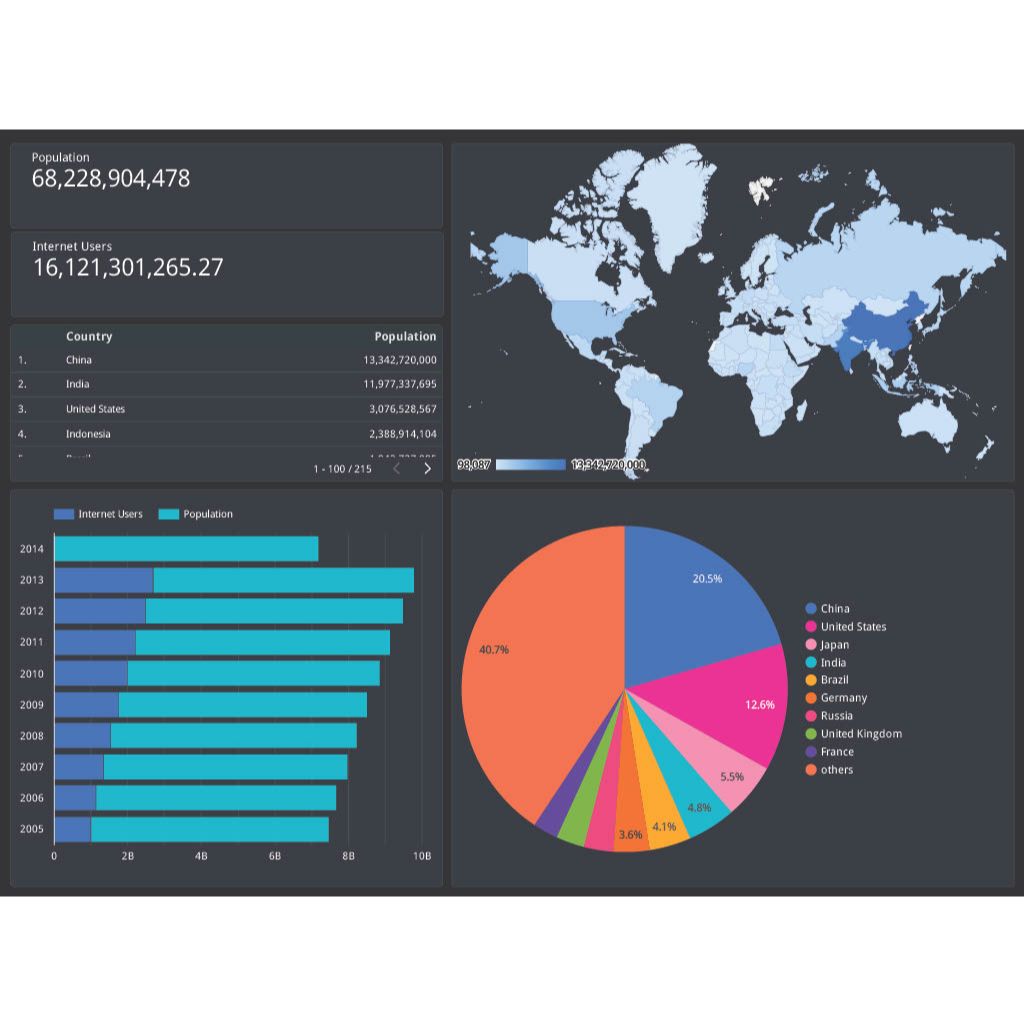 Population
68,228,904,478
Internet Users
16,121,301,265.27
Country Population
1. China 13,342,720,000
2. India 11,977,337,695
3. United States 3,076,528,567
4. Indonesia 2,388,914,104
1 - 100 / 215
98,087 13,342,720,000
Internet Users Population
2014
2013
2012
2011
2010
2009
2008
2007
2006
2005
0 2B 4B 6B 8B 10B
20.5%
40.7%
12.6%
5.5%
4.8%
4.1%
3.6%
China
United States
Japan
India
Brazil
Germany
Russia
United Kingdom
France
others